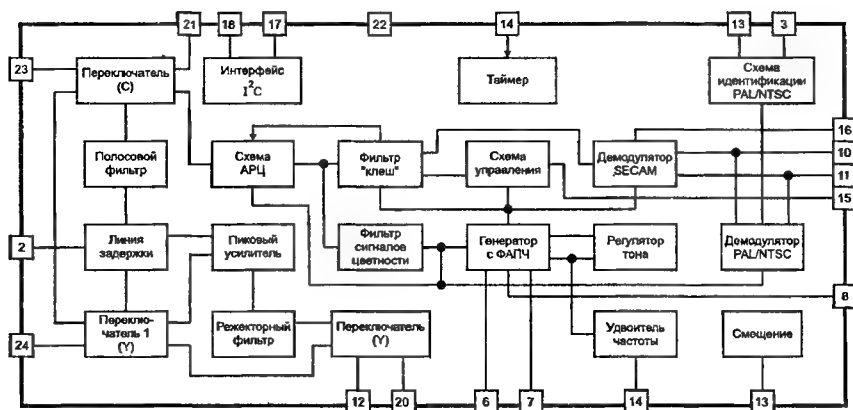 21
18
17
22
14
13
3
23
Переключатель
(С)
Интерфейс
I²C
Таймер
Схема
идентификации
PAL/NTSC
16
10
11
15
Полосовой
фильтр
Схема
АРЦ
Фильтр
"клеш"
Схема
управления
Демодулятор
SECAM
2
Линия
задержки
Пиковый
усилитель
Фильтр
сигналов
цветности
Генератор
с ФАПЧ
Регулятор
тона
Демодулятор
PAL/NTSC
8
24
Переклю-
чатель 1
(Y)
Режекторный
фильтр
Переключатель
(Y)
Удвоитель
частоты
Смещение
12
20
6
7
14
13